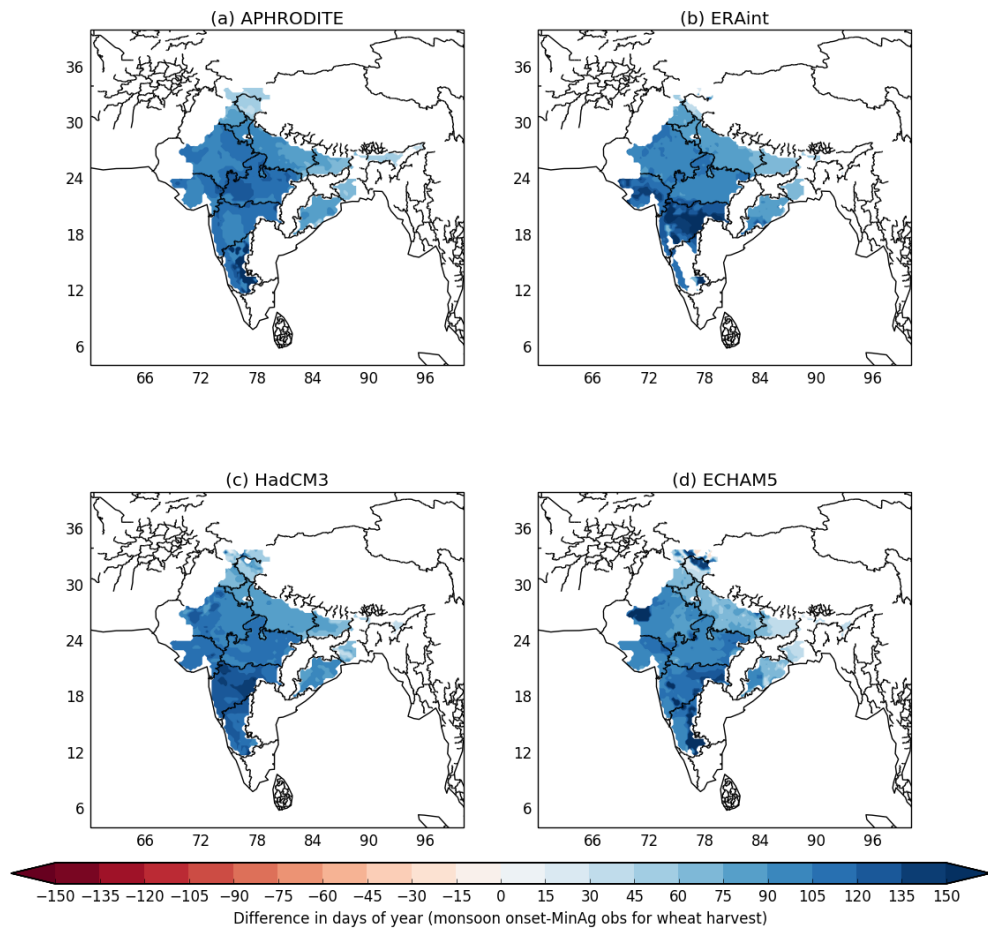 (a) APHRODITE
(b) ERAint
36
30
24
18
12
6
66 72 78 84 90 96
36
30
24
18
12
6
66 72 78 84 90 96
(c) HadCM3
(d) ECHAM5
36
30
24
18
12
6
66 72 78 84 90 96
36
30
24
18
12
6
66 72 78 84 90 96
−150 −135 −120 −105 −90 −75 −60 −45 −30 −15 0 15 30 45 60 75 90 105 120 135 150
Difference in days of year (monsoon onset-MinAg obs for wheat harvest)